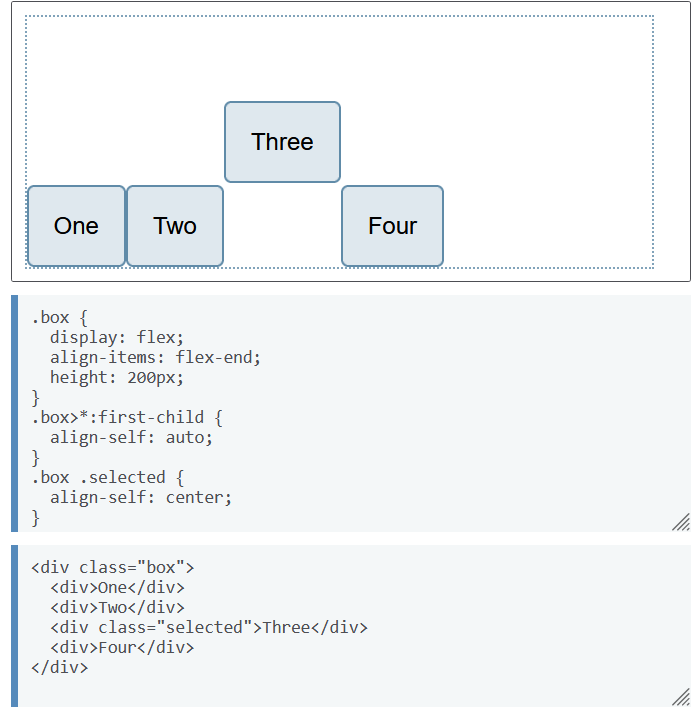 Three
One Two Four
.box {
  display: flex;
  align-items: flex-end;
  height: 200px;
}
.box>*:first-child {
  align-self: auto;
}
.box .selected {
  align-self: center;
}
<div class="box">
  <div>One</div>
  <div>Two</div>
  <div class="selected">Three</div>
  <div>Four</div>
</div>